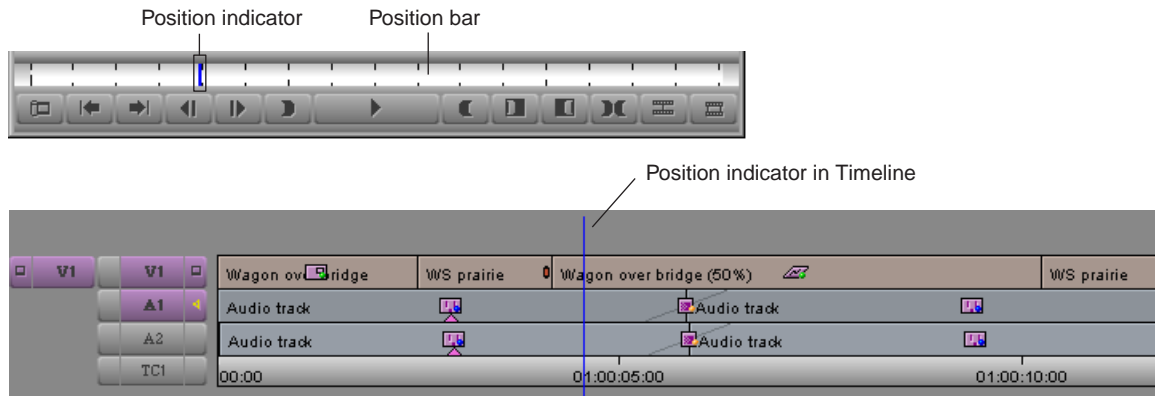 Position indicator Position bar
Position indicator in Timeline
V1 V1 Wagon ov ridge WS prairie Wagon over bridge (50%) WS prairie
A1 Audio track Audio track
A2 Audio track Audio track
TC1 00:00 01:00:05:00 01:00:10:00